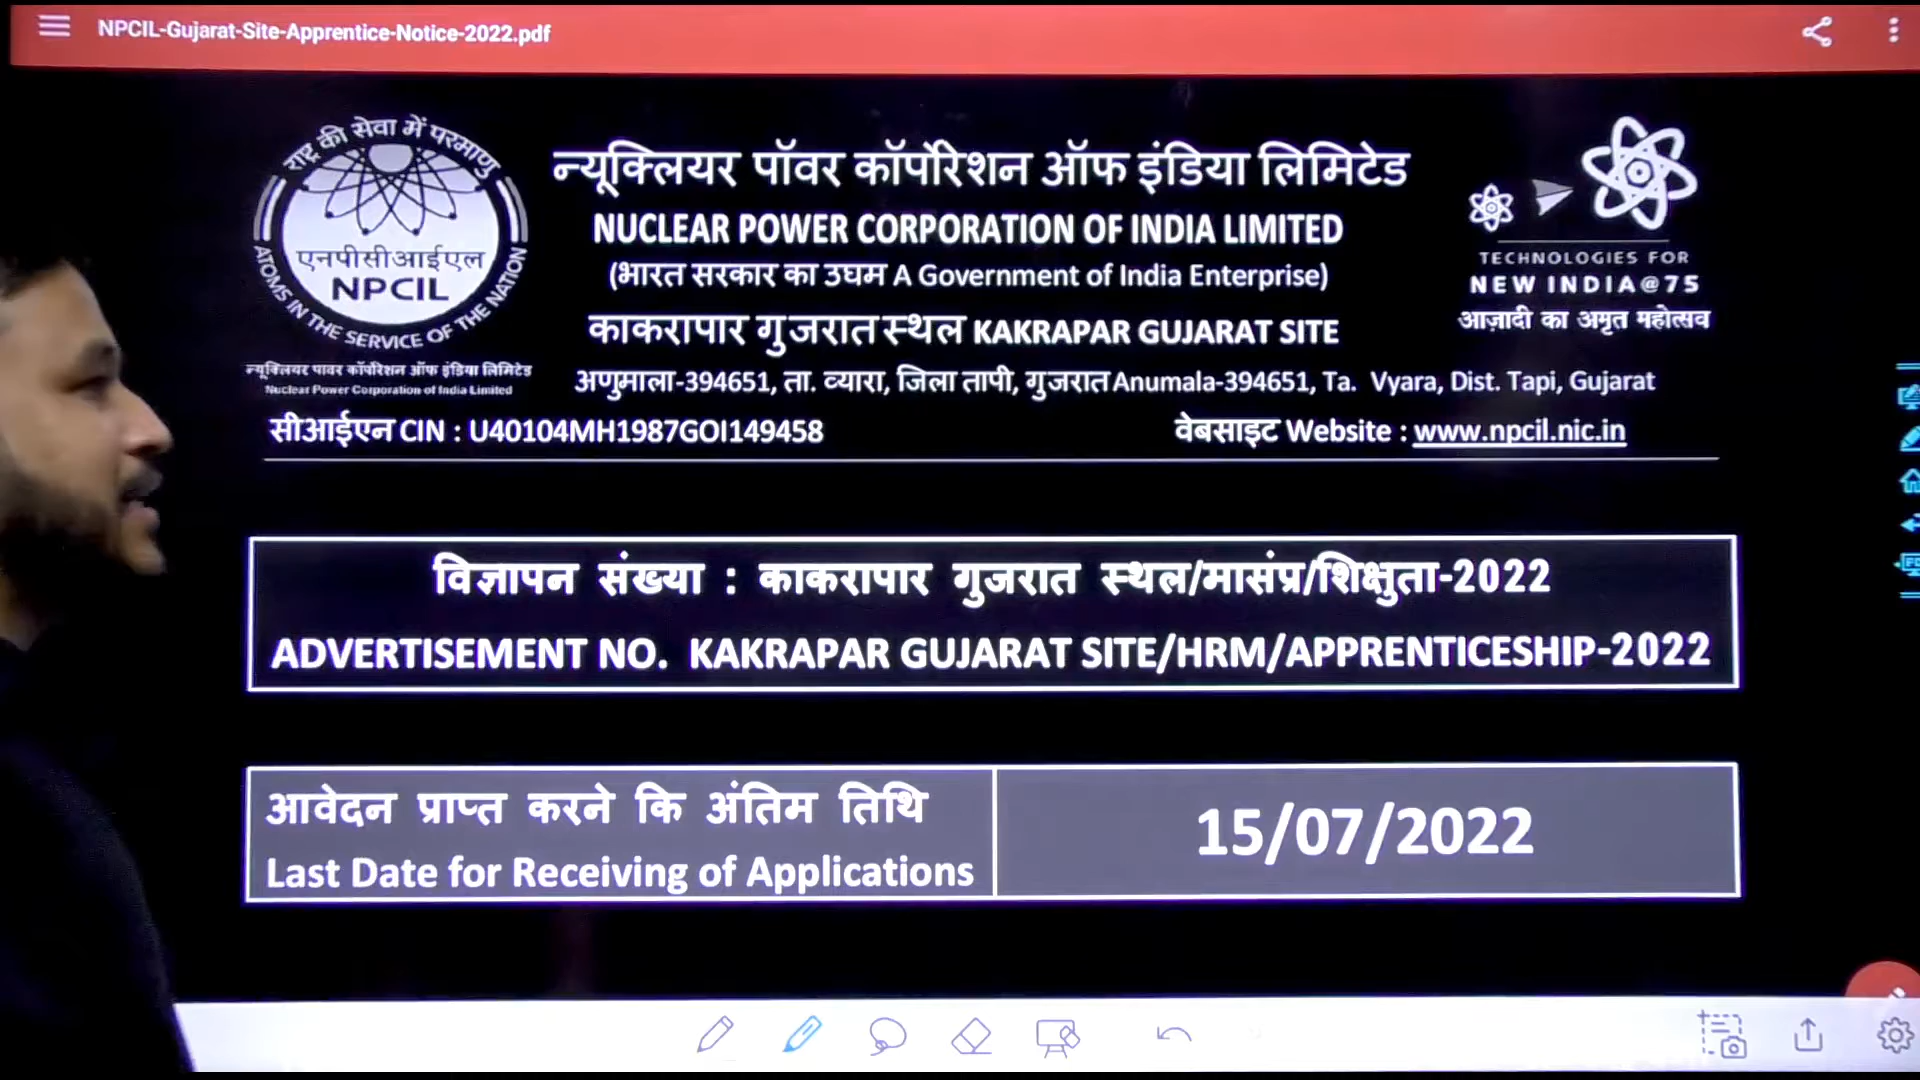 NPCIL-Gujarat-Site-Apprentice-Notice-2022.pdf
राष्ट्र की सेवा में परमाणु
एनपीसीआईएल
NPCIL
ATOMS IN THE SERVICE OF THE NATION
न्यूक्लियर पावर कॉर्पोरेशन ऑफ इंडिया लिमिटेड
Nuclear Power Corporation of India Limited
न्यूक्लियर पॉवर कॉर्पोरेशन ऑफ इंडिया लिमिटेड
NUCLEAR POWER CORPORATION OF INDIA LIMITED
(भारत सरकार का उघम A Government of India Enterprise)
काकरापार गुजरात स्थल KAKRAPAR GUJARAT SITE
अणुमाला-394651, ता. व्यारा, जिला तापी, गुजरात Anumala-394651, Ta. Vyara, Dist. Tapi, Gujarat
TECHNOLOGIES FOR
NEW INDIA@75
आज़ादी का अमृत महोत्सव
सीआईएन CIN : U40104MH1987GOI149458
वेबसाइट Website : www.npcil.nic.in
विज्ञापन संख्या : काकरापार गुजरात स्थल/मासंप्र/शिक्षुता-2022
ADVERTISEMENT NO. KAKRAPAR GUJARAT SITE/HRM/APPRENTICESHIP-2022
आवेदन प्राप्त करने कि अंतिम तिथि
Last Date for Receiving of Applications
15/07/2022